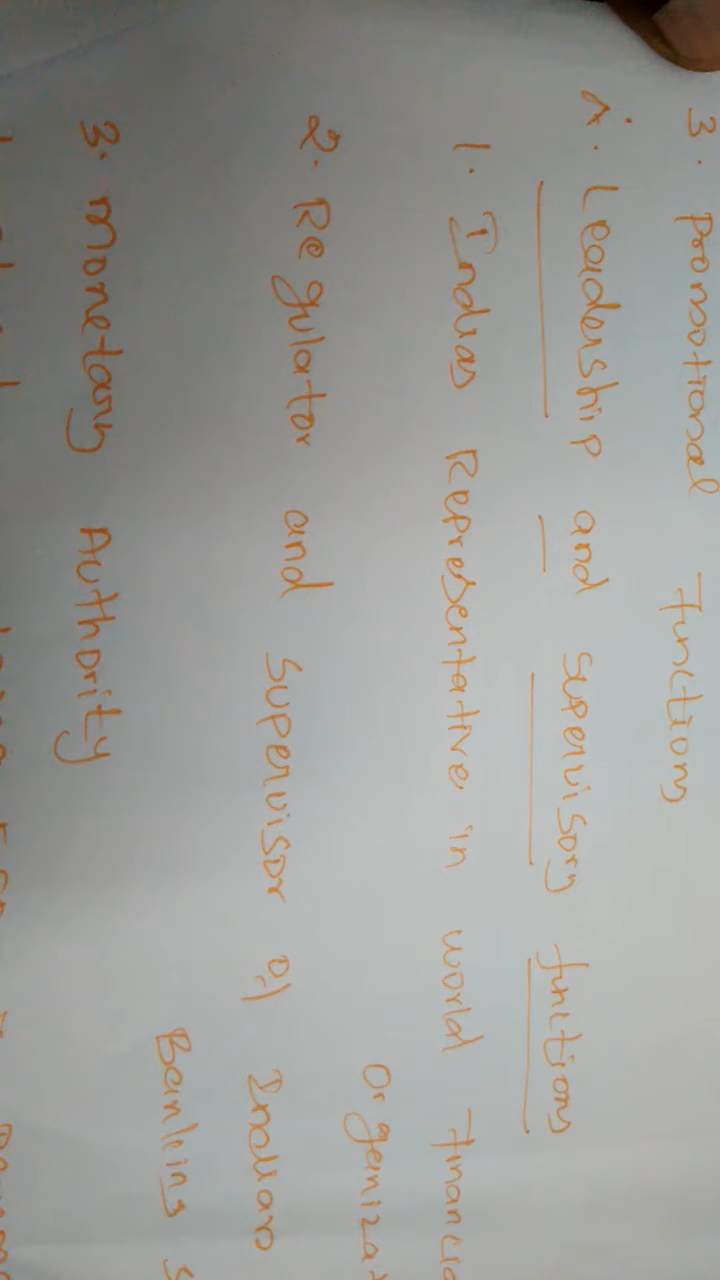 3. Promotional Functions
A. Leadership and Supervisory functions
1. Indias Representative in world Financia
Organizat
2. Regulator and Supervisor of Indian
Banking S
3. Monetary Authority